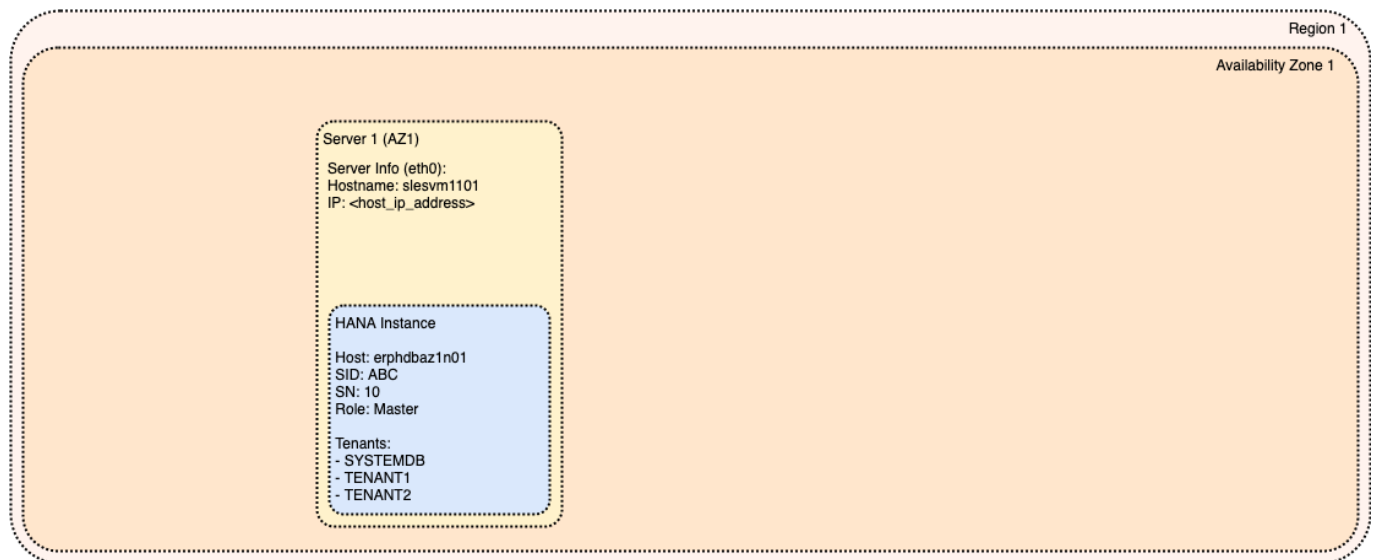 Region 1
Availability Zone 1
Server 1 (AZ1)
Server Info (eth0):
Hostname: slesvm1101
IP: <host_ip_address>
HANA Instance
Host: erphdbaz1n01
SID: ABC
SN: 10
Role: Master
Tenants:
- SYSTEMDB
- TENANT1
- TENANT2